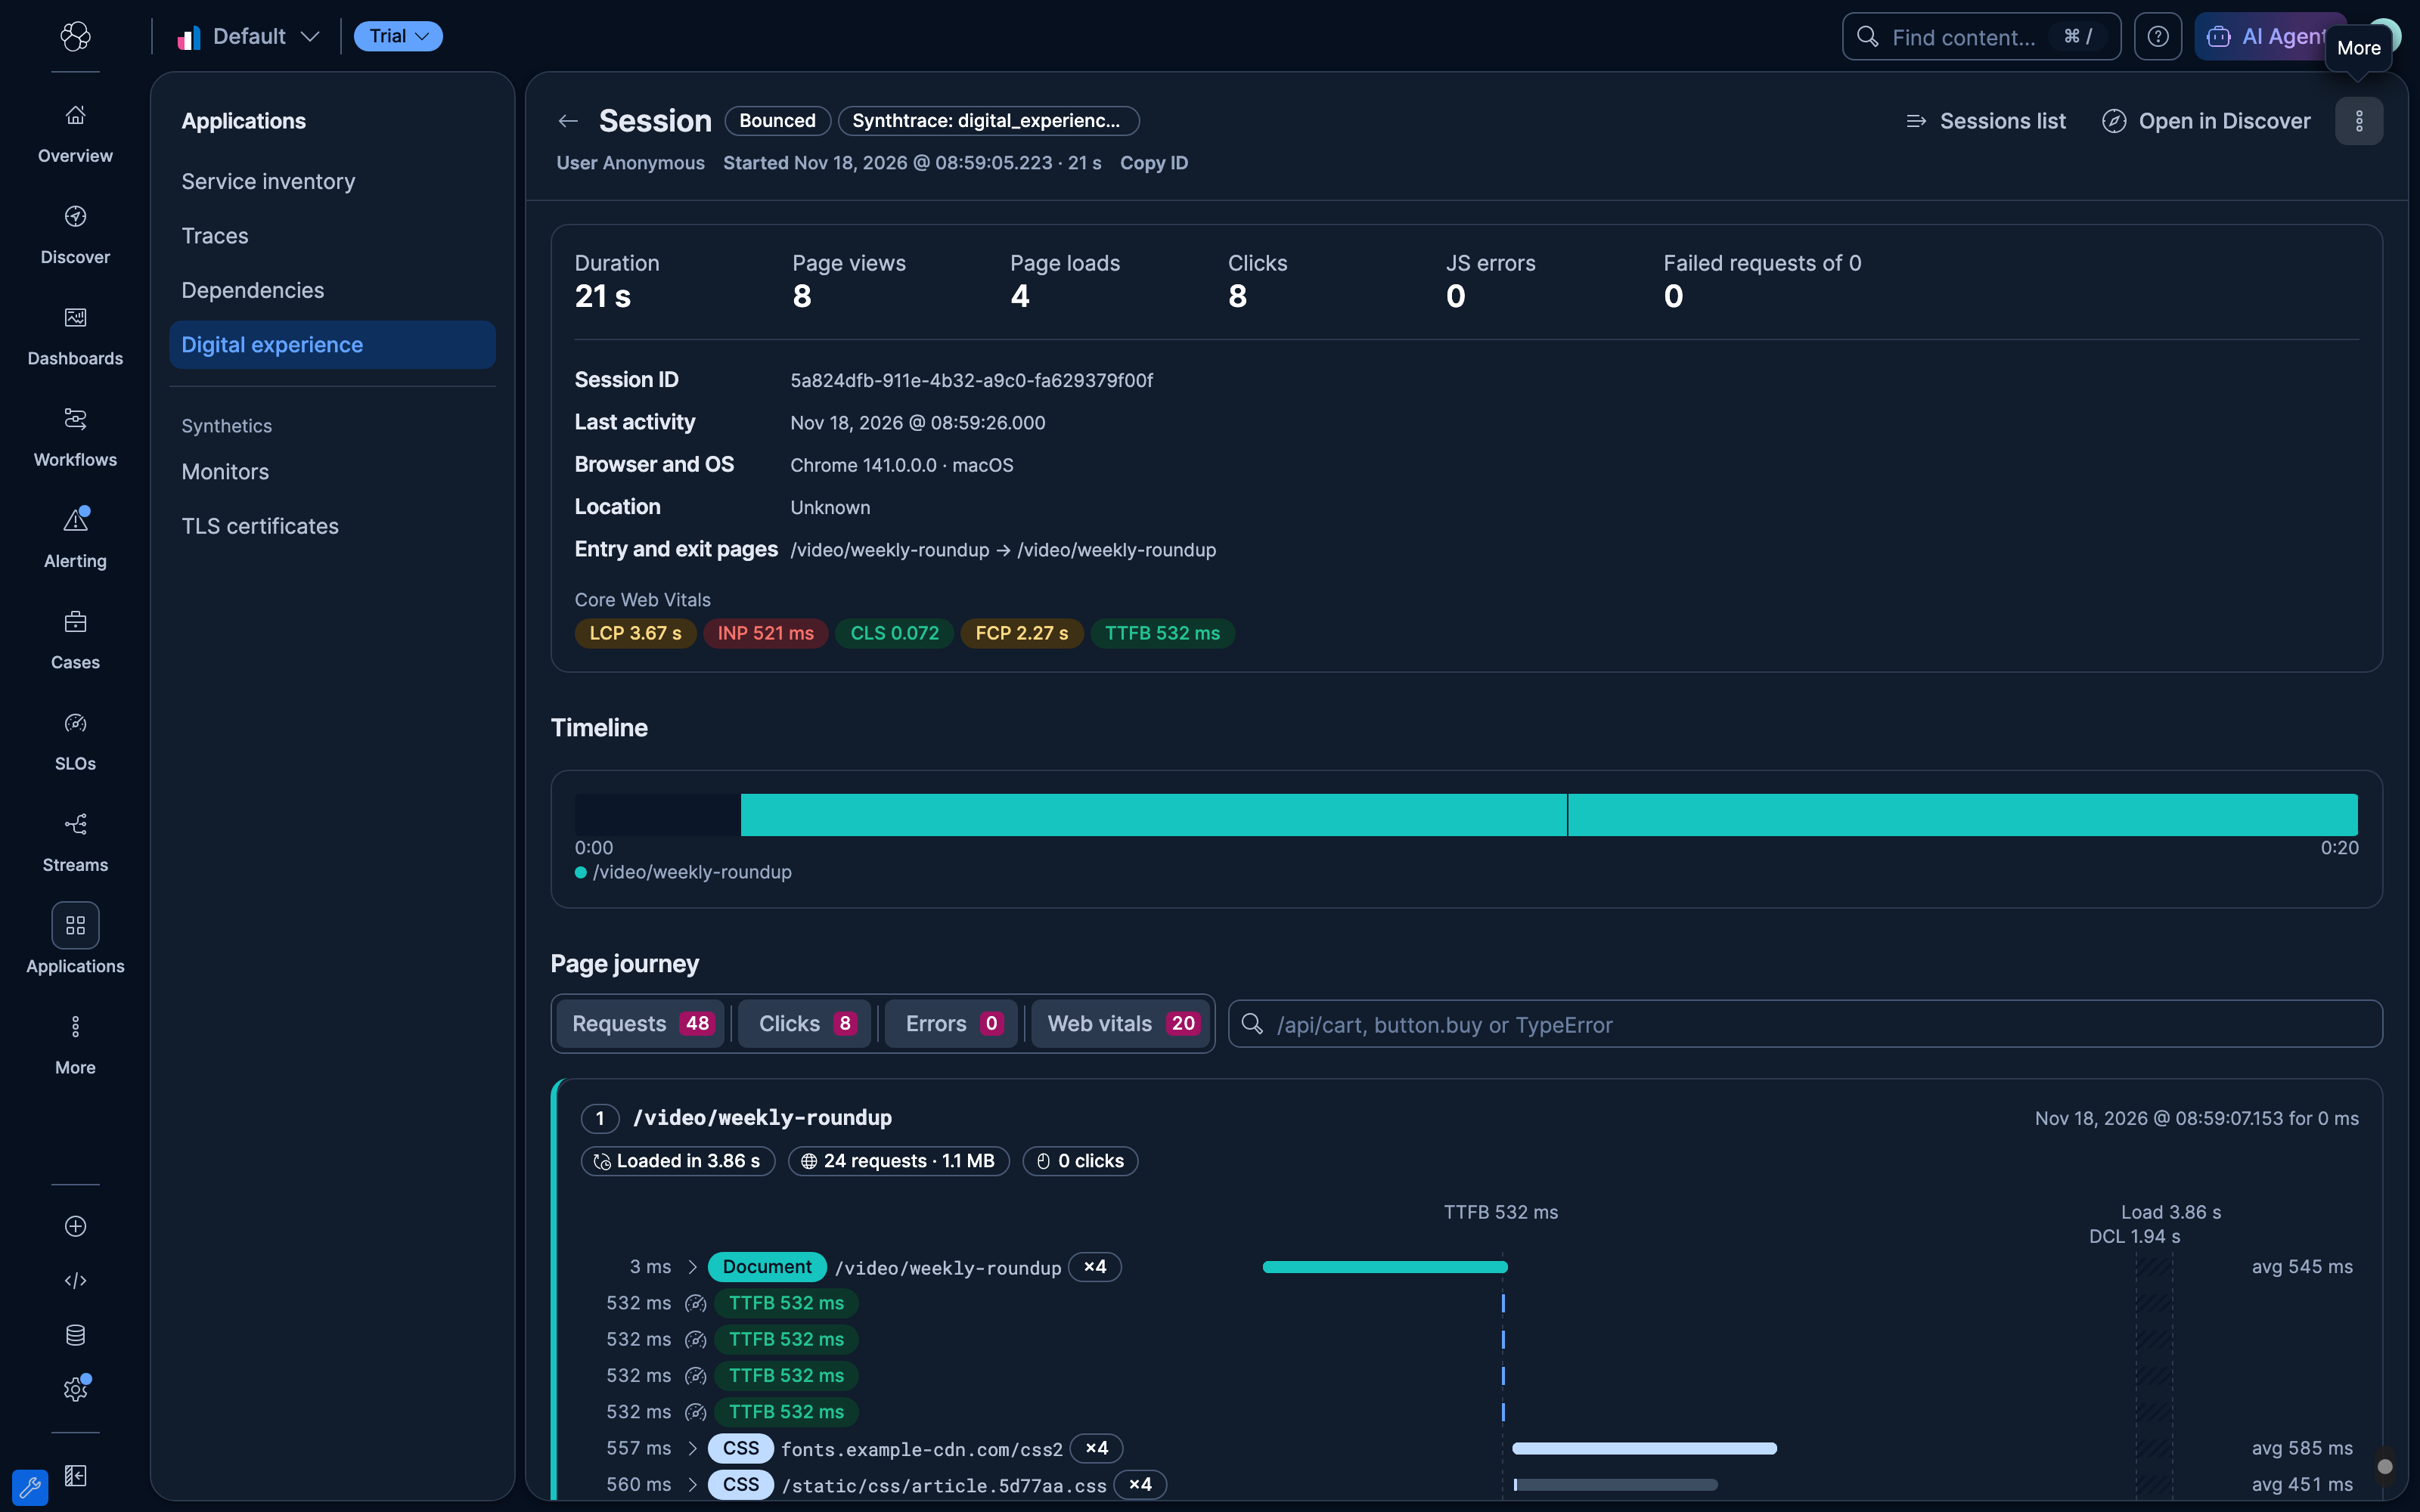 Default
Trial
Find content...
⌘ /
AI Agent
More
Overview
Discover
Dashboards
Workflows
Alerting
Cases
SLOs
Streams
Applications
More
Applications
Service inventory
Traces
Dependencies
Digital experience
Synthetics
Monitors
TLS certificates
Session
Bounced
Synthtrace: digital_experienc...
Sessions list
Open in Discover
User Anonymous Started Nov 18, 2026 @ 08:59:05.223 · 21 s Copy ID
Duration
21 s
Page views
8
Page loads
4
Clicks
8
JS errors
0
Failed requests of 0
0
Session ID 5a824dfb-911e-4b32-a9c0-fa629379f00f
Last activity Nov 18, 2026 @ 08:59:26.000
Browser and OS Chrome 141.0.0.0 · macOS
Location Unknown
Entry and exit pages /video/weekly-roundup → /video/weekly-roundup
Core Web Vitals
LCP 3.67 s INP 521 ms CLS 0.072 FCP 2.27 s TTFB 532 ms
Timeline
0:00 0:20
/video/weekly-roundup
Page journey
Requests 48 Clicks 8 Errors 0 Web vitals 20
/api/cart, button.buy or TypeError
1 /video/weekly-roundup Nov 18, 2026 @ 08:59:07.153 for 0 ms
Loaded in 3.86 s 24 requests · 1.1 MB 0 clicks
TTFB 532 ms Load 3.86 s
DCL 1.94 s
3 ms Document /video/weekly-roundup ×4 avg 545 ms
532 ms TTFB 532 ms
532 ms TTFB 532 ms
532 ms TTFB 532 ms
532 ms TTFB 532 ms
557 ms CSS fonts.example-cdn.com/css2 ×4 avg 585 ms
560 ms CSS /static/css/article.5d77aa.css ×4 avg 451 ms